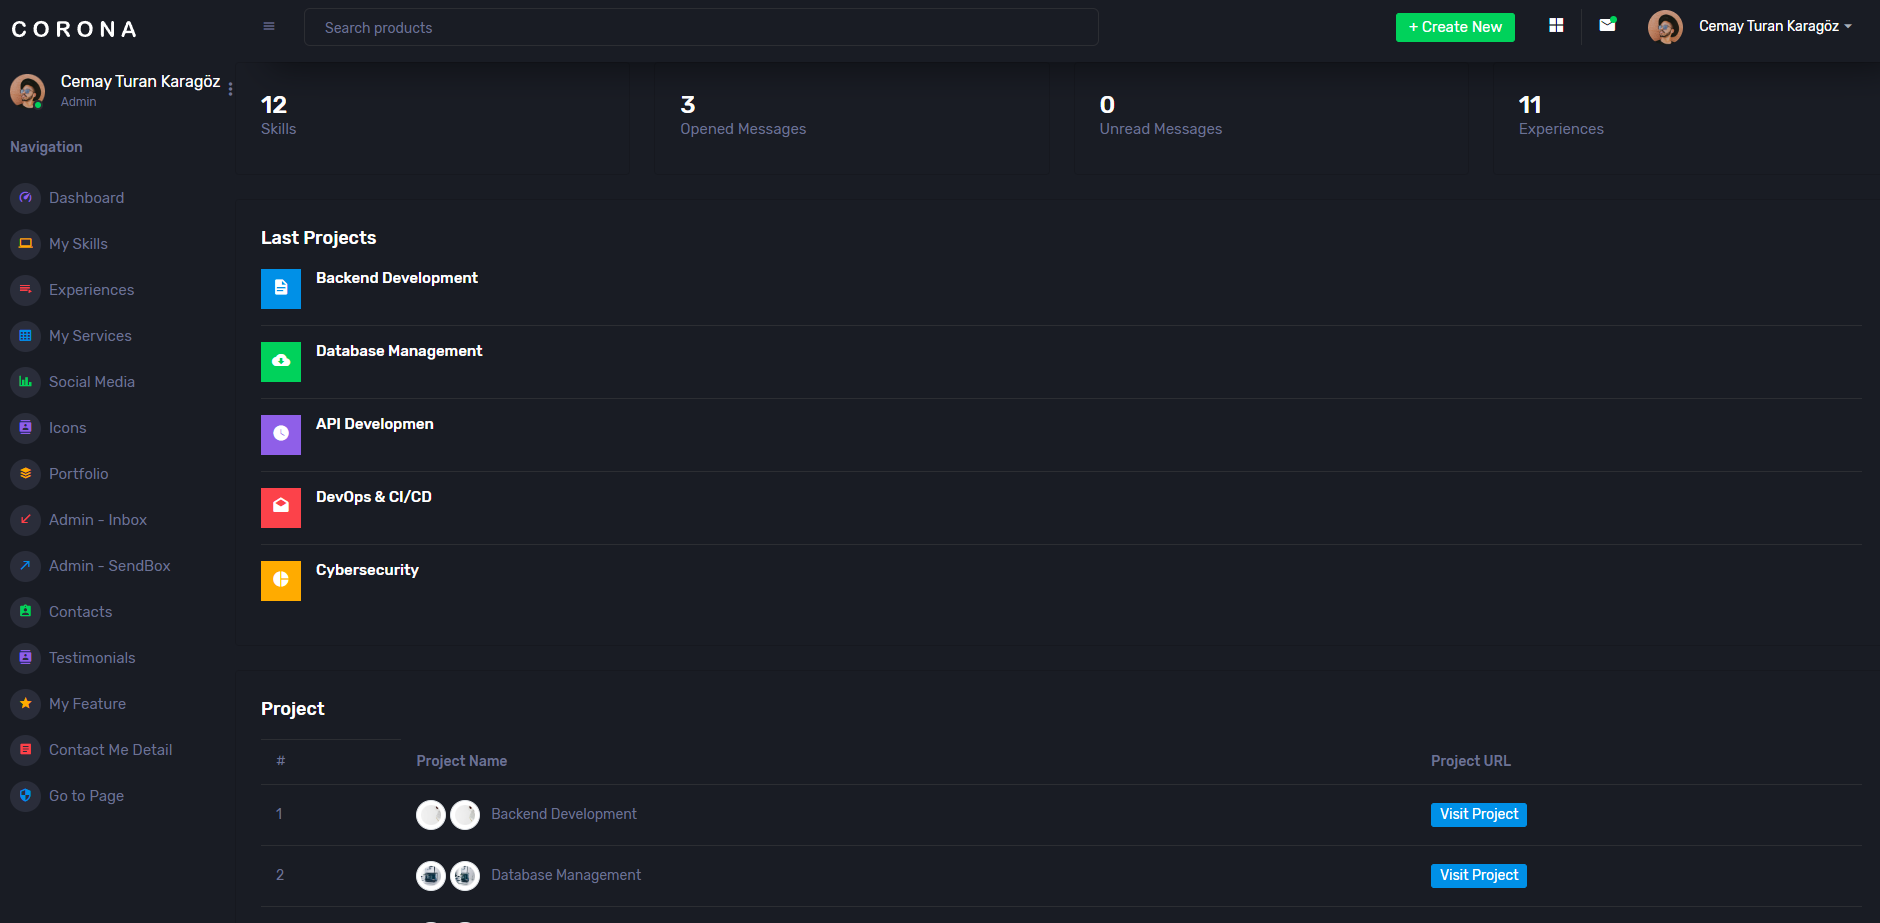 CORONA
Search products
+ Create New
Cemay Turan Karagöz
Cemay Turan Karagöz
Admin
Navigation
Dashboard
My Skills
Experiences
My Services
Social Media
Icons
Portfolio
Admin - Inbox
Admin - SendBox
Contacts
Testimonials
My Feature
Contact Me Detail
Go to Page
12
Skills
3
Opened Messages
0
Unread Messages
11
Experiences
Last Projects
Backend Development
Database Management
API Developmen
DevOps & CI/CD
Cybersecurity
Project
# Project Name Project URL
1 Backend Development Visit Project
2 Database Management Visit Project